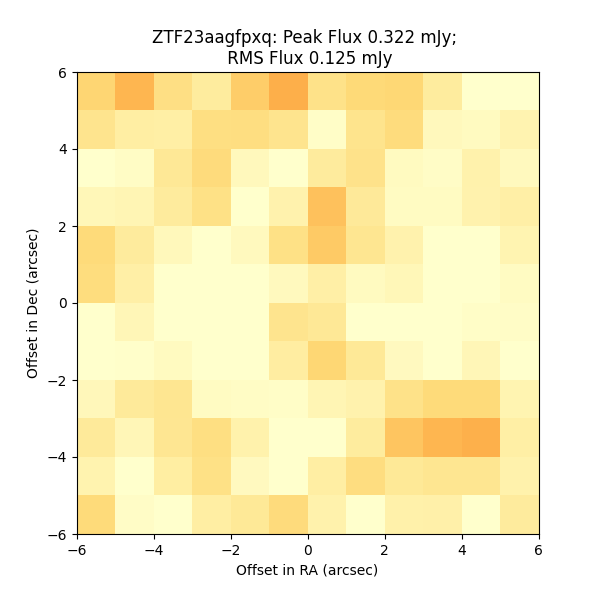 ZTF23aagfpxq: Peak Flux 0.322 mJy;
RMS Flux 0.125 mJy
6
4
2
0
−2
−4
−6
Offset in Dec (arcsec)
−6 −4 −2 0 2 4 6
Offset in RA (arcsec)